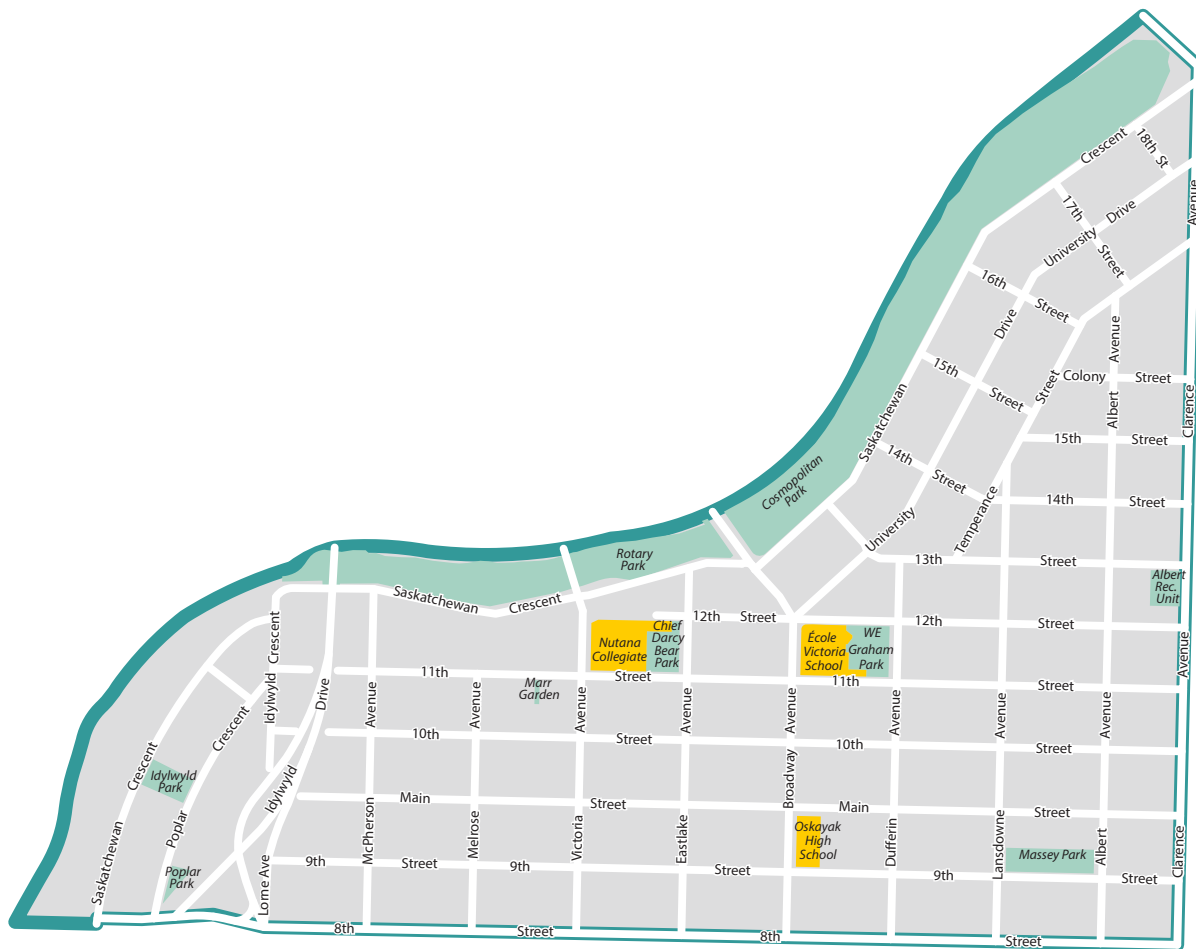 Crescent
18th St
Avenue
17th
Drive
University
Street
16th
Street
Drive
Avenue
15th
Street
Street
Colony
Street
Albert
Clarence
Saskatchewan
15th
Street
14th
Street
Cosmopolitan
Park
14th
Street
University
Temperance
Rotary
Park
13th
Street
Albert
Rec.
Unit
Saskatchewan
Crescent
12th
Street
12th
Street
Crescent
Nutana
Collegiate
Chief
Darcy
Bear
Park
École
Victoria
School
WE
Graham
Park
Avenue
11th
Street
11th
Street
Marr
Garden
Idylwyld
Drive
Avenue
Avenue
Avenue
Avenue
Avenue
Avenue
Avenue
Avenue
Crescent
10th
Street
10th
Street
Crescent
Idylwyld
Park
Idylwyld
Broadway
Main
Street
Main
Street
Poplar
Saskatchewan
McPherson
Melrose
Victoria
Eastlake
Oskayak
High
School
Dufferin
Lansdowne
Massey Park
Albert
Clarence
9th
Street
9th
Street
9th
Street
Poplar
Park
Lorne Ave
8th
Street
8th
Street